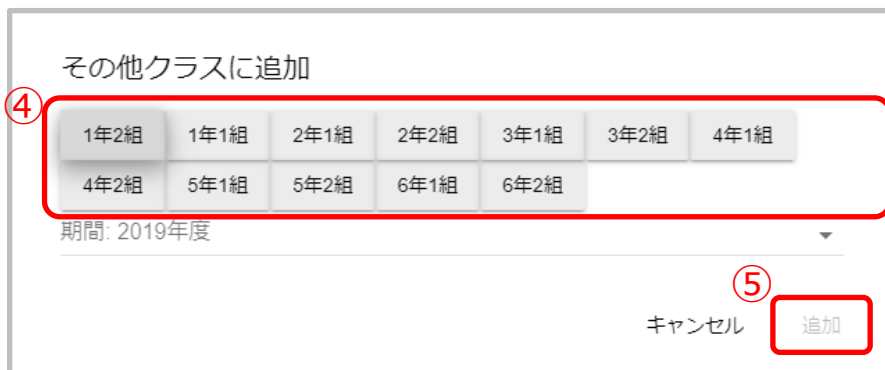 その他クラスに追加
④
1年2組 1年1組 2年1組 2年2組 3年1組 3年2組 4年1組
4年2組 5年1組 5年2組 6年1組 6年2組
期間: 2019年度
⑤
キャンセル 追加